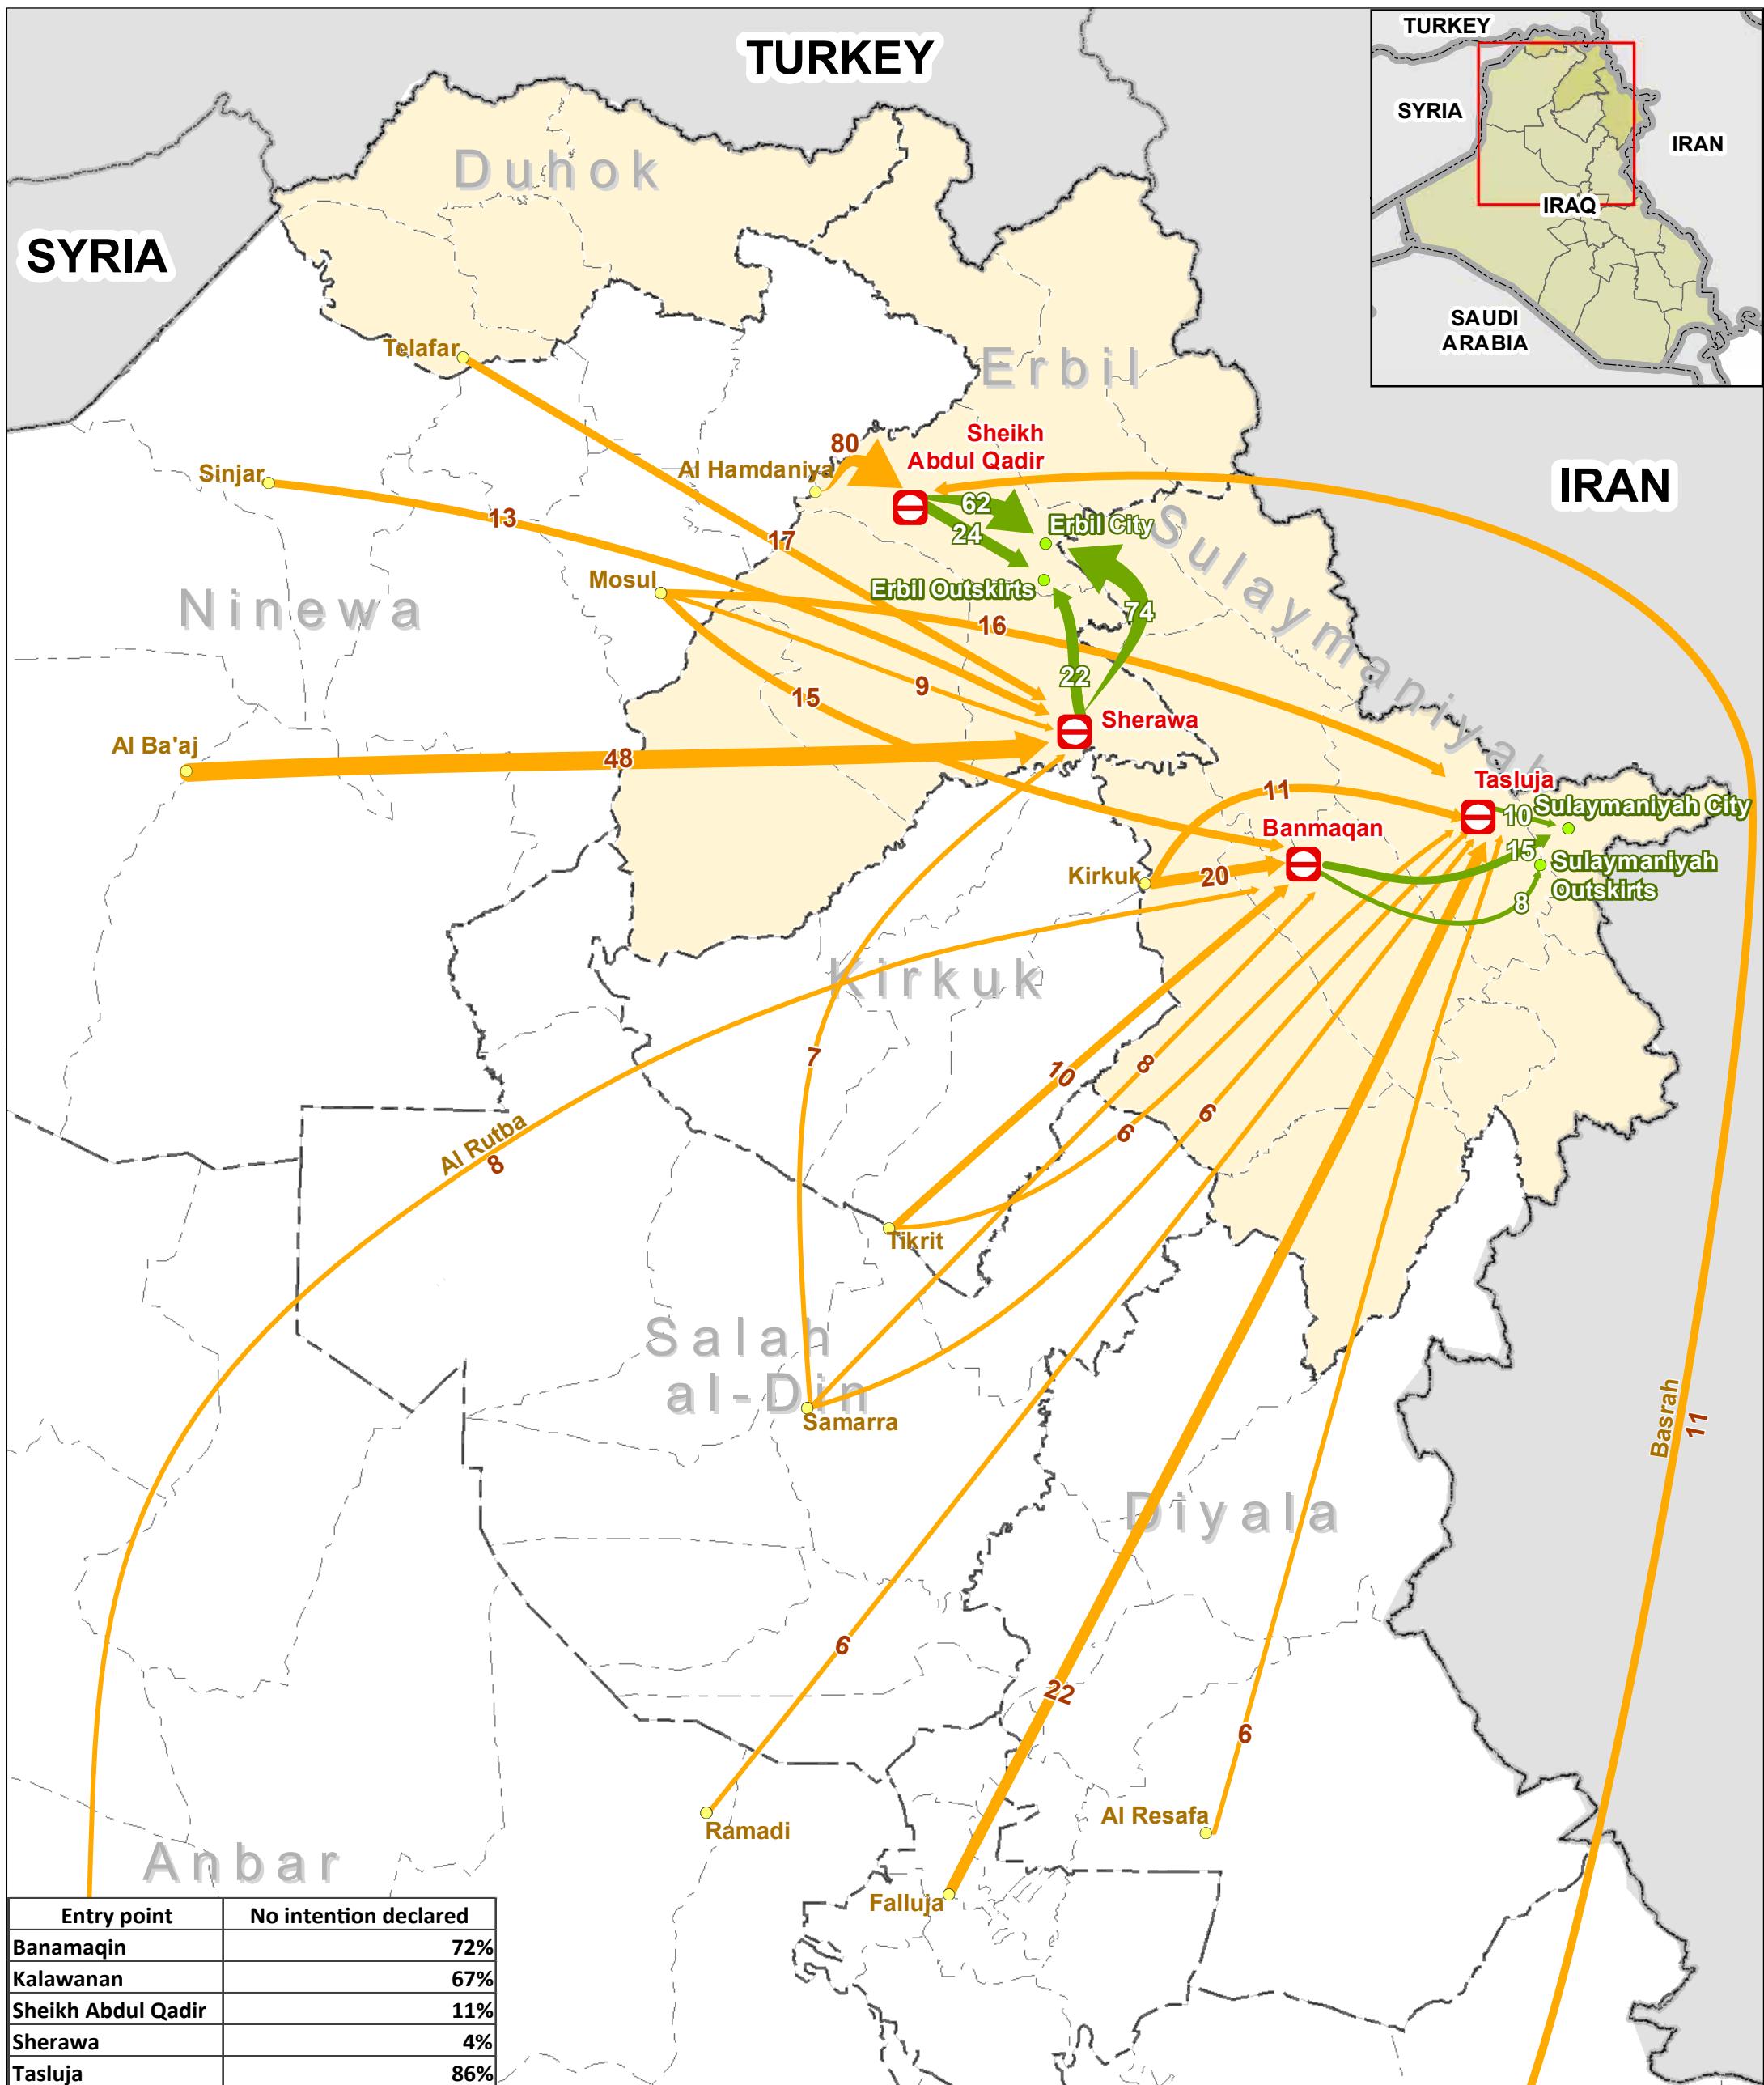 TURKEY
TURKEY
SYRIA
IRAN
IRAQ
SAUDI
ARABIA
Duhok
SYRIA
Telafar
Erbil
Sheikh
Abdul Qadir
80
Al Hamdaniya
Sinjar
IRAN
13
17
62
24
Erbil City
Sulaymaniyah
Mosul
Erbil Outskirts
Ninewa
74
16
22
9
15
Sherawa
Al Ba'aj
48
Tasluja
11
10
Sulaymaniyah City
Banmaqan
15
Sulaymaniyah
Outskirts
Kirkuk
20
8
Kirkuk
7
10
8
6
6
Al Rutba
8
Tikrit
Salah
al-Din
Samarra
Basrah
11
Diyala
6
22
6
Ramadi
Al Resafa
Anbar
Falluja
Entry point No intention declared
Banamaqin 72%
Kalawanan 67%
Sheikh Abdul Qadir 11%
Sherawa 4%
Tasluja 86%